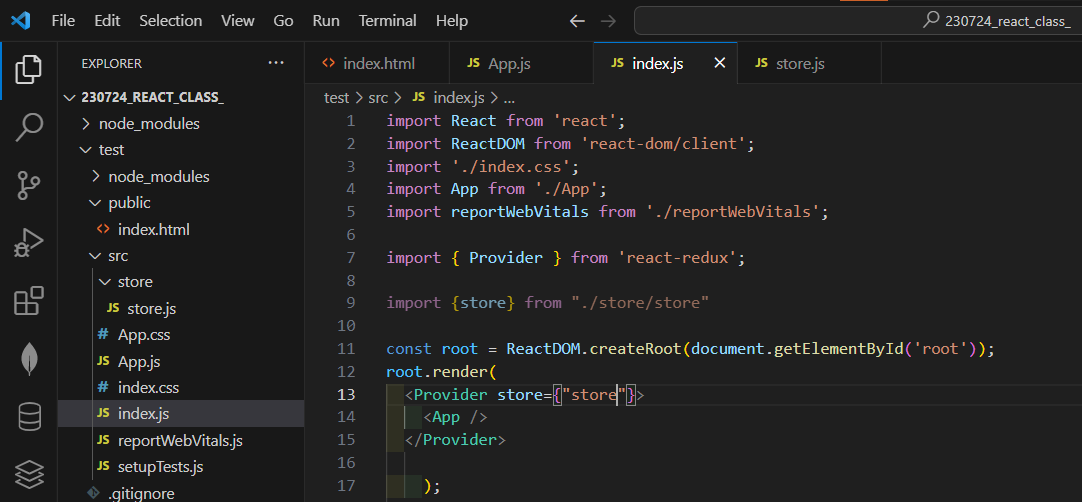 File Edit Selection View Go Run Terminal Help
230724_react_class_
EXPLORER ...
index.html
JS App.js
JS index.js
JS store.js
230724_REACT_CLASS_
node_modules
test
node_modules
public
index.html
src
store
JS store.js
# App.css
JS App.js
# index.css
JS index.js
JS reportWebVitals.js
JS setupTests.js
.gitignore
test > src > JS index.js > ...
1 import React from 'react';
2 import ReactDOM from 'react-dom/client';
3 import './index.css';
4 import App from './App';
5 import reportWebVitals from './reportWebVitals';
6
7 import { Provider } from 'react-redux';
8
9 import {store} from "./store/store"
10
11 const root = ReactDOM.createRoot(document.getElementById('root'));
12 root.render(
13 <Provider store={"store"}>
14 <App />
15 </Provider>
16
17 );